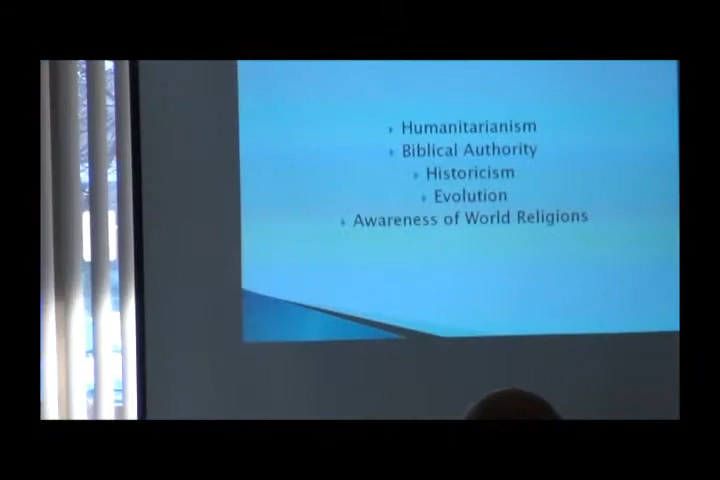 Humanitarianism
Biblical Authority
Historicism
Evolution
Awareness of World Religions